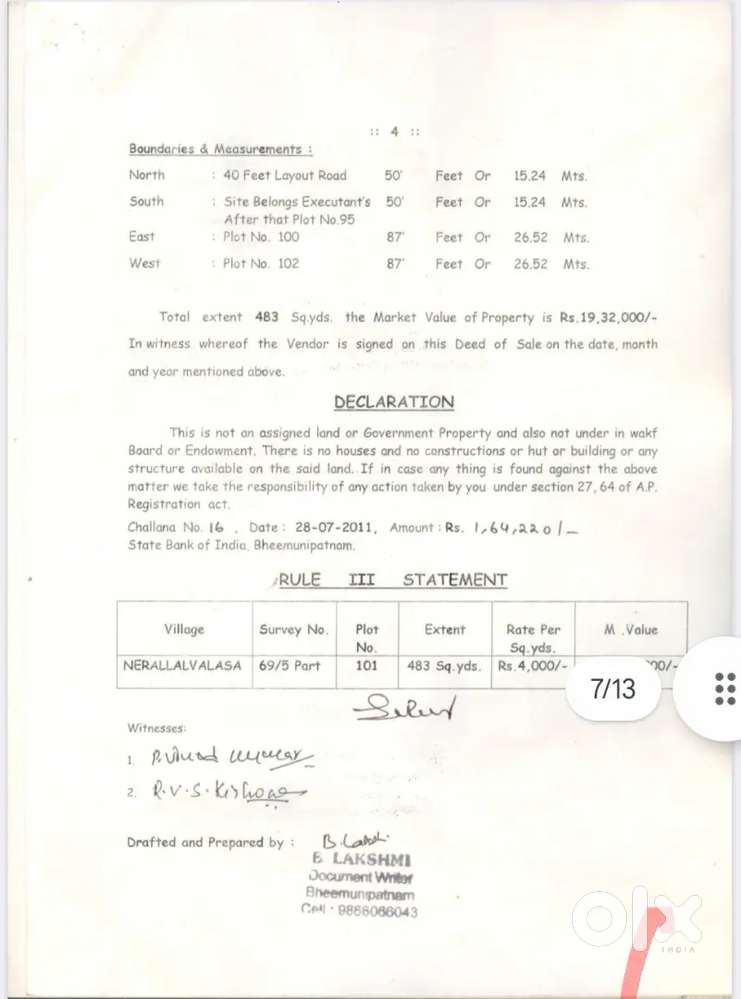 :: 4 ::
Boundaries & Measurements :
North : 40 Feet Layout Road 50' Feet Or 15.24 Mts.
South : Site Belongs Executant's 50' Feet Or 15.24 Mts.
After that Plot No.95
East : Plot No. 100 87' Feet Or 26.52 Mts.
West : Plot No. 102 87' Feet Or 26.52 Mts.
Total extent 483 Sq.yds. the Market Value of Property is Rs.19,32,000/-
In witness whereof the Vendor is signed on this Deed of Sale on the date, month
and year mentioned above.
DECLARATION
This is not an assigned land or Government Property and also not under in wakf
Board or Endowment. There is no houses and no constructions or hut or building or any
structure available on the said land. If in case any thing is found against the above
matter we take the responsibility of any action taken by you under section 27, 64 of A.P.
Registration act.
Challana No. 16 . Date : 28-07-2011, Amount : Rs. 1,64,220/-
State Bank of India, Bheemunipatnam.
RULE III STATEMENT
Village Survey No. Plot No. Extent Rate Per Sq.yds. M .Value
NERALLALVALASA 69/5 Part 101 483 Sq.yds. Rs.4,000/- 00/-
7/13
Witnesses:
1.
2. R.V.S. Kishore
Drafted and Prepared by : B. Lakshmi
B LAKSHMI
Document Writer
Bheemunipatnam
Cell : 9866066043
olx
INDIA